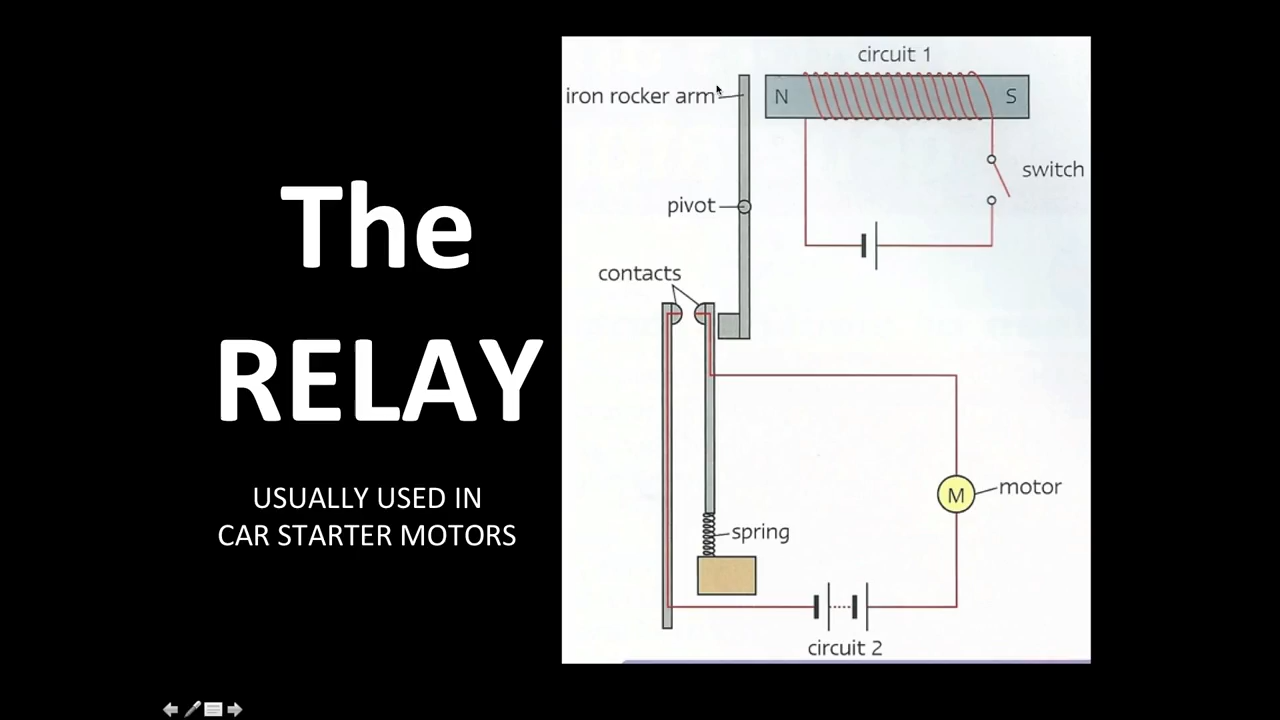 The
RELAY
USUALLY USED IN
CAR STARTER MOTORS
circuit 1
iron rocker arm
N
S
switch
pivot
contacts
M
motor
spring
circuit 2